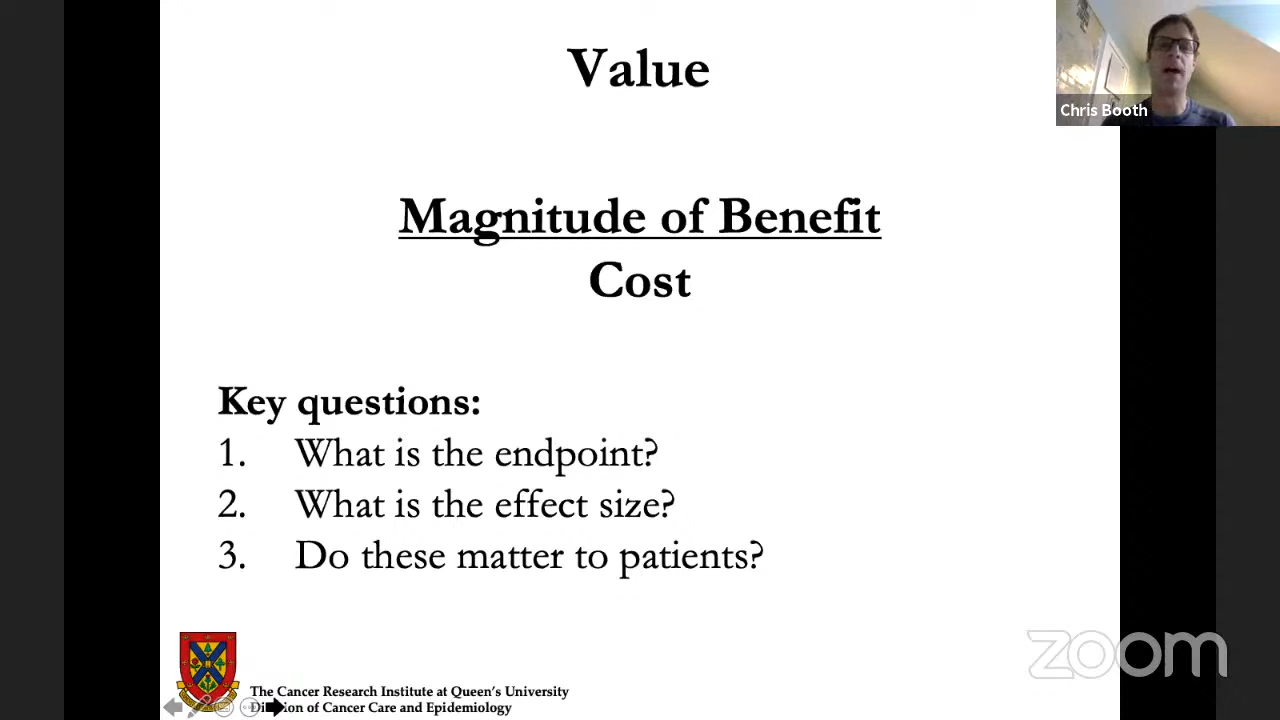 Value
Chris Booth
Magnitude of Benefit
Cost
Key questions:
1. What is the endpoint?
2. What is the effect size?
3. Do these matter to patients?
zoom
The Cancer Research Institute at Queen's University
Division of Cancer Care and Epidemiology